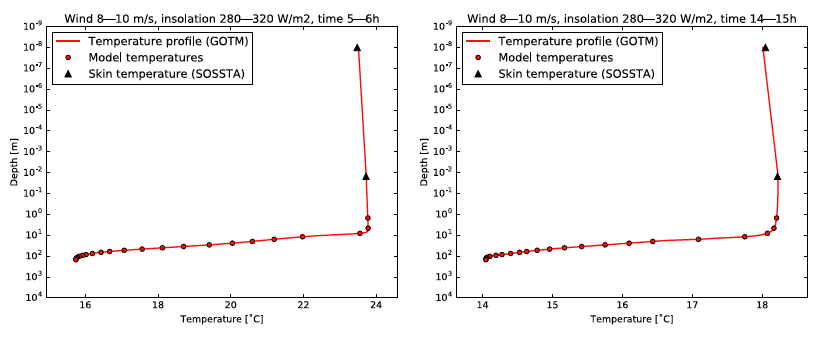 Wind 8—10 m/s, insolation 280—320 W/m2, time 5—6h
10⁻⁹
10⁻⁸
10⁻⁷
10⁻⁶
10⁻⁵
10⁻⁴
10⁻³
10⁻²
10⁻¹
10⁰
10¹
10²
10³
10⁴
Depth [m]
Temperature profile (GOTM)
Model temperatures
Skin temperature (SOSSTA)
16 18 20 22 24
Temperature [˚C]
Wind 8—10 m/s, insolation 280—320 W/m2, time 14—15h
10⁻⁹
10⁻⁸
10⁻⁷
10⁻⁶
10⁻⁵
10⁻⁴
10⁻³
10⁻²
10⁻¹
10⁰
10¹
10²
10³
10⁴
Depth [m]
Temperature profile (GOTM)
Model temperatures
Skin temperature (SOSSTA)
14 15 16 17 18
Temperature [˚C]